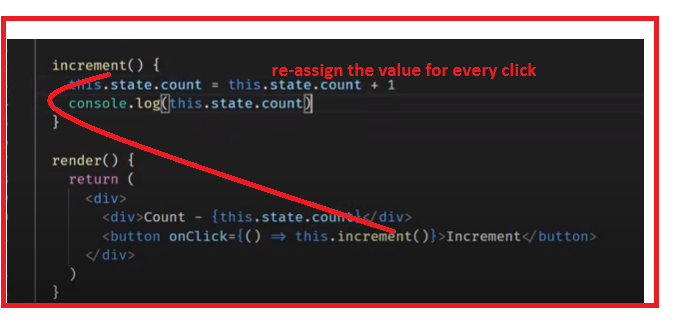 increment() {
re-assign the value for every click
this.state.count = this.state.count + 1
console.log(this.state.count)
}
render() {
return (
<div>
<div>Count - {this.state.count}</div>
<button onClick={() => this.increment()}>Increment</button>
</div>
)
}